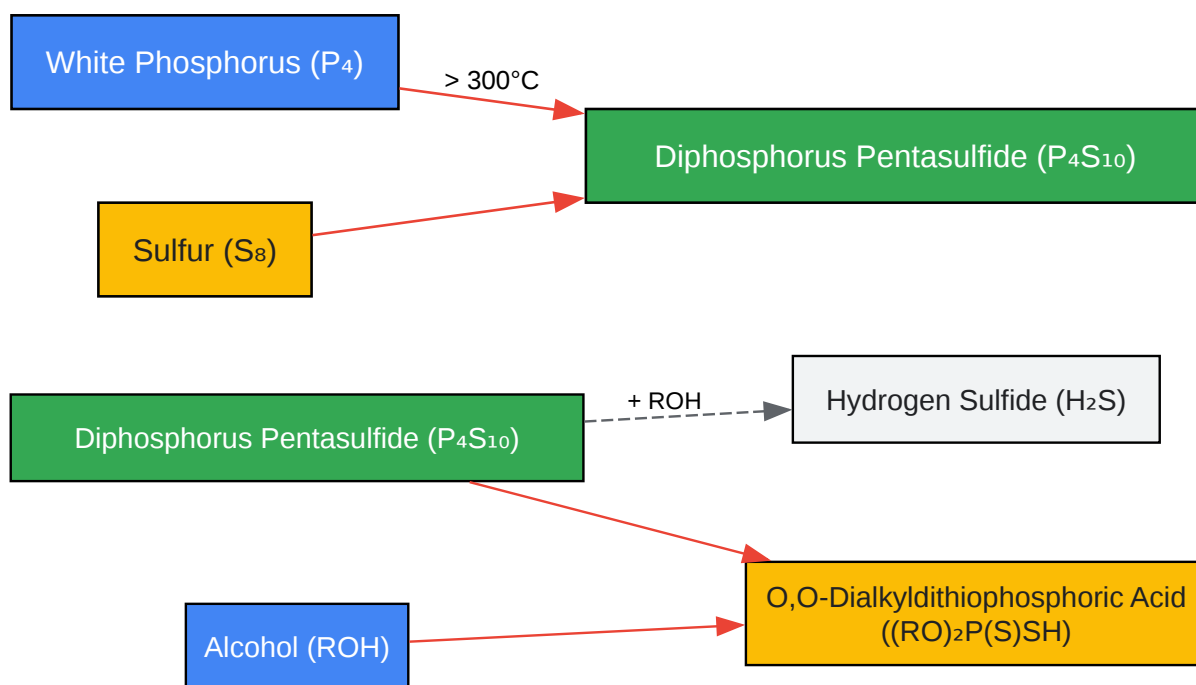 White Phosphorus (P₄)
> 300°C
Diphosphorus Pentasulfide (P₄S₁₀)
Sulfur (S₈)
Hydrogen Sulfide (H₂S)
+ ROH
Diphosphorus Pentasulfide (P₄S₁₀)
O,O-Dialkyldithiophosphoric Acid
((RO)₂P(S)SH)
Alcohol (ROH)